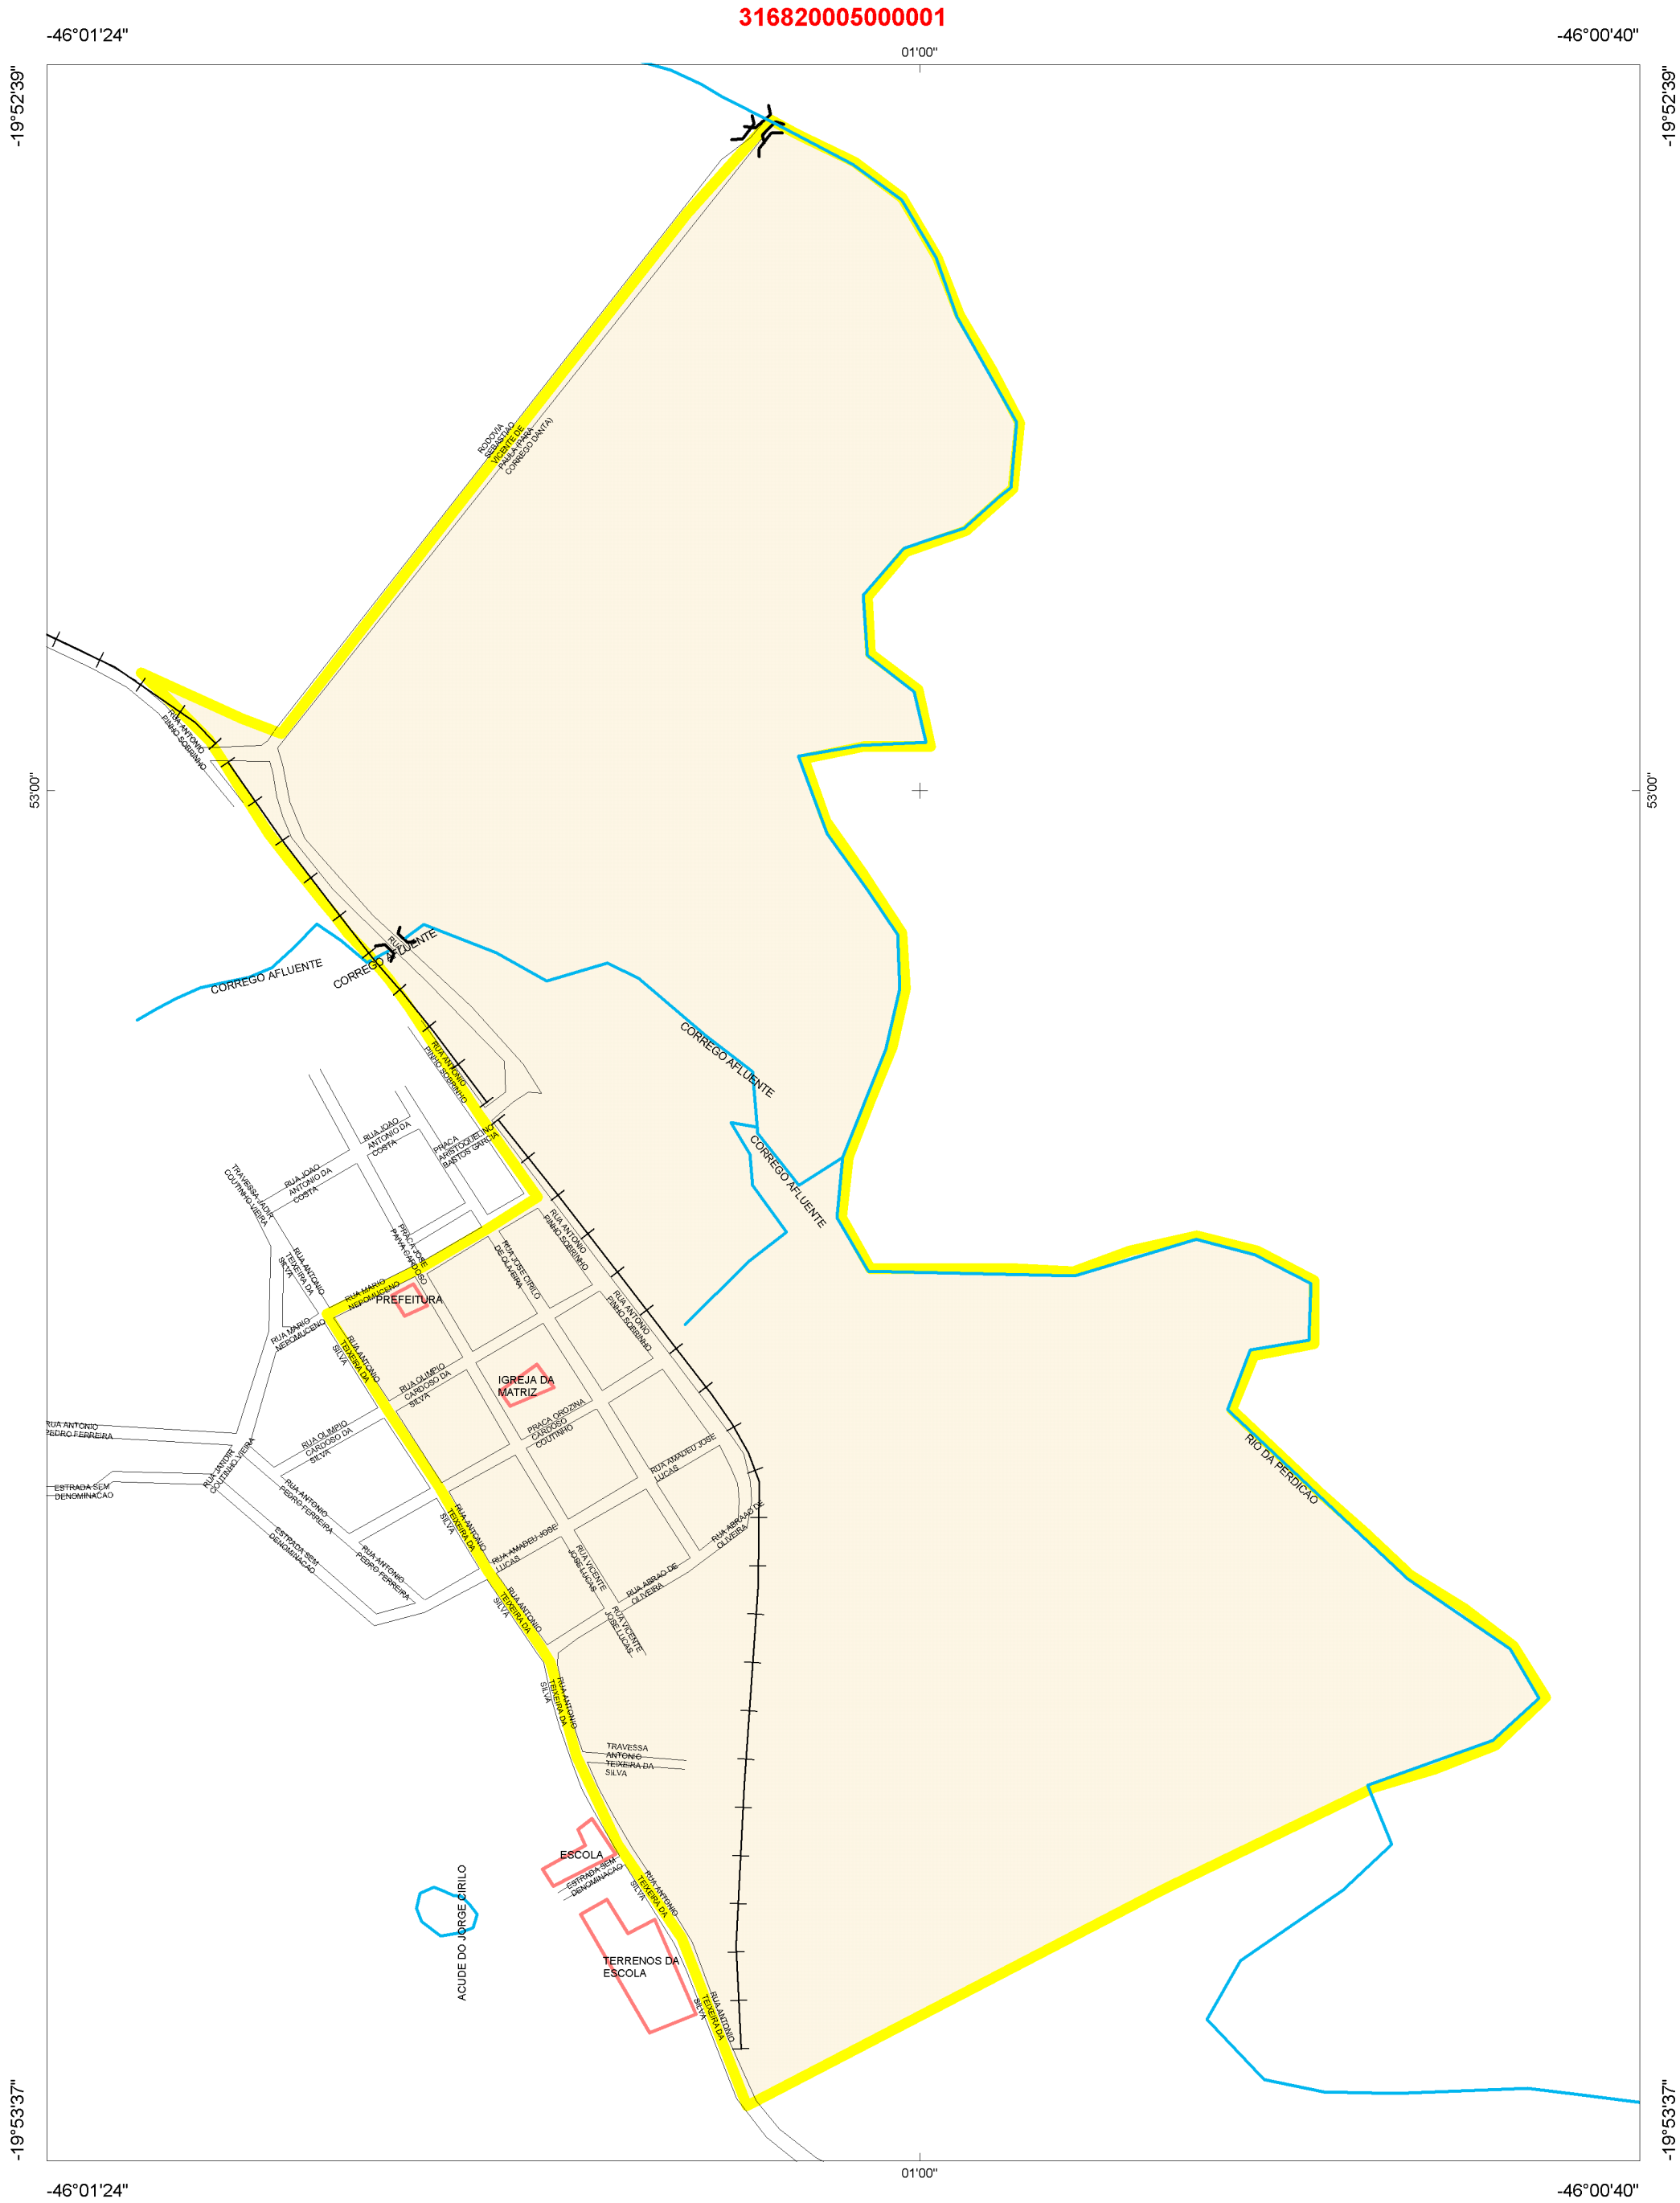 316820005000001
-46°01'24"
01'00"
-46°00'40"
-19°52'39"
-19°52'39"
RODOVIA
SEBASTIAO
VICENTE DE
PAULA (PARA
CORREGO DANTA)
RUA ANTONIO
PINHO SOBRINHO
53'00"
53'00"
RUA
CORREGO AFLUENTE
CORREGO AFLUENTE
CORREGO AFLUENTE
RUA ANTONIO
PINHO SOBRINHO
RUA JOAO
ANTONIO DA
COSTA
PRACA
ARISTOQUELINO
BASTOS GARCIA
CORREGO AFLUENTE
TRAVESSA JADIR
COUTINHO VIEIRA
RUA JOAO
ANTONIO DA
COSTA
PRACA JOSE
PAIVA CARDOSO
RUA ANTONIO
PINHO SOBRINHO
RUA JOSE CIRILO
DE OLIVEIRA
RUA ANTONIO
TEIXEIRA DA
SILVA
RUA MARIO
NEPOMUCENO
PREFEITURA
RUA MARIO
NEPOMUCENO
RUA ANTONIO
PINHO SOBRINHO
RUA ANTONIO
TEIXEIRA DA
SILVA
RUA OLIMPIO
CARDOSO DA
SILVA
IGREJA DA
MATRIZ
RUA ANTONIO
PEDRO FERREIRA
RUA OLIMPIO
CARDOSO DA
SILVA
PRACA OROZINA
CARDOSO
COUTINHO
RUA AMADEU JOSE
LUCAS
RIO DA PERDICAO
RUA JANDIR
COUTINHO VIEIRA
ESTRADA SEM
DENOMINACAO
RUA ANTONIO
PEDRO FERREIRA
RUA ANTONIO
TEIXEIRA DA
SILVA
RUA ABRAAO DE
OLIVEIRA
ESTRADA SEM
DENOMINACAO
RUA ANTONIO
PEDRO FERREIRA
RUA AMADEU JOSE
LUCAS
RUA VICENTE
JOSE LUCAS
RUA ABRAO DE
OLIVEIRA
RUA ANTONIO
TEIXEIRA DA
SILVA
RUA VICENTE
JOSE LUCAS
RUA ANTONIO
TEIXEIRA DA
SILVA
TRAVESSA
ANTONIO
TEIXEIRA DA
SILVA
ESCOLA
ESTRADA SEM
DENOMINACAO
RUA ANTONIO
TEIXEIRA DA
SILVA
ACUDE DO JORGE CIRILO
TERRENOS DA
ESCOLA
RUA ANTONIO
TEIXEIRA DA
SILVA
-19°53'37"
-19°53'37"
-46°01'24"
01'00"
-46°00'40"